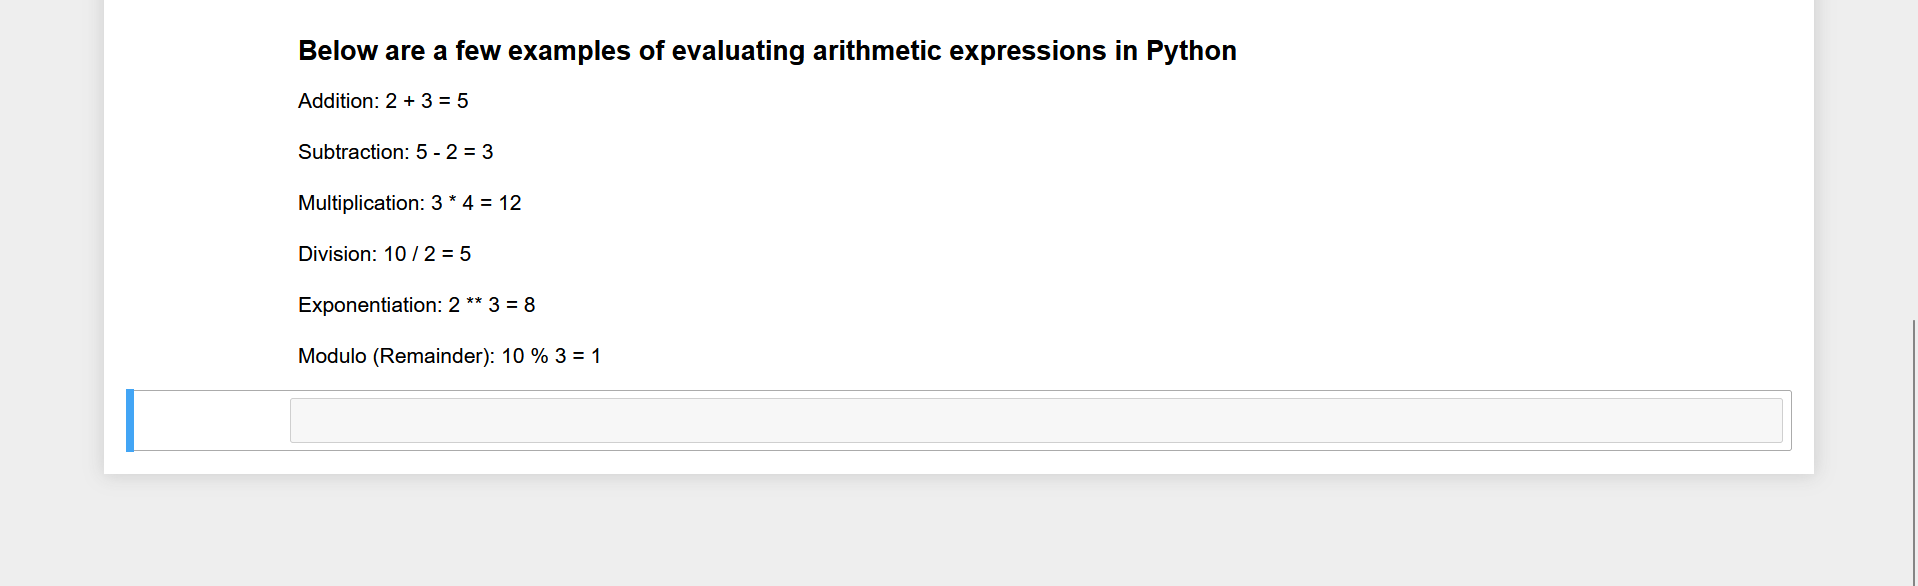 Below are a few examples of evaluating arithmetic expressions in Python
Addition: 2 + 3 = 5
Subtraction: 5 - 2 = 3
Multiplication: 3 * 4 = 12
Division: 10 / 2 = 5
Exponentiation: 2 ** 3 = 8
Modulo (Remainder): 10 % 3 = 1